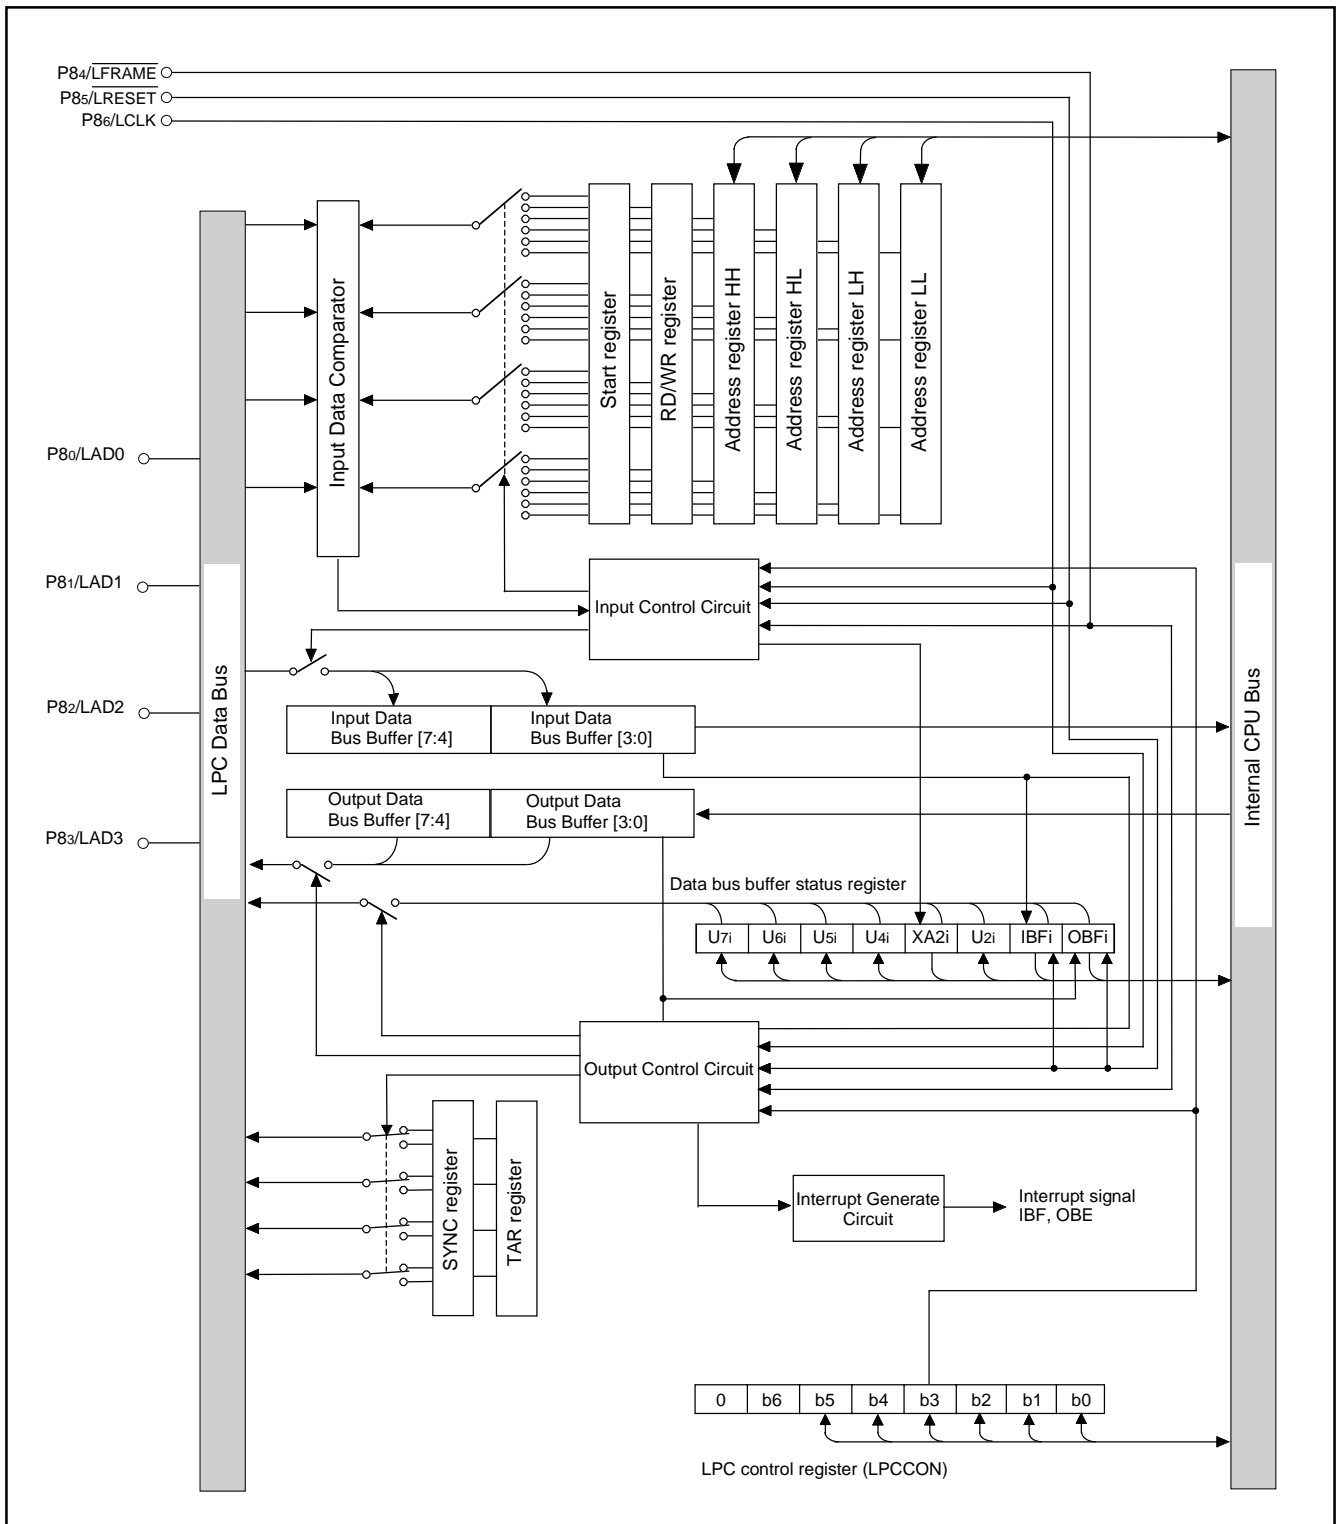 P84/LFRAME
P85/LRESET
P86/LCLK
P80/LAD0
P81/LAD1
P82/LAD2
P83/LAD3
LPC Data Bus
Input Data Comparator
Start register
RD/WR register
Address register HH
Address register HL
Address register LH
Address register LL
Internal CPU Bus
Input Control Circuit
Input Data
Bus Buffer [7:4]
Input Data
Bus Buffer [3:0]
Output Data
Bus Buffer [7:4]
Output Data
Bus Buffer [3:0]
Data bus buffer status register
U7i U6i U5i U4i XA2i U2i IBFi OBFi
Output Control Circuit
SYNC register
TAR register
Interrupt Generate
Circuit
Interrupt signal
IBF, OBE
0 b6 b5 b4 b3 b2 b1 b0
LPC control register (LPCCON)